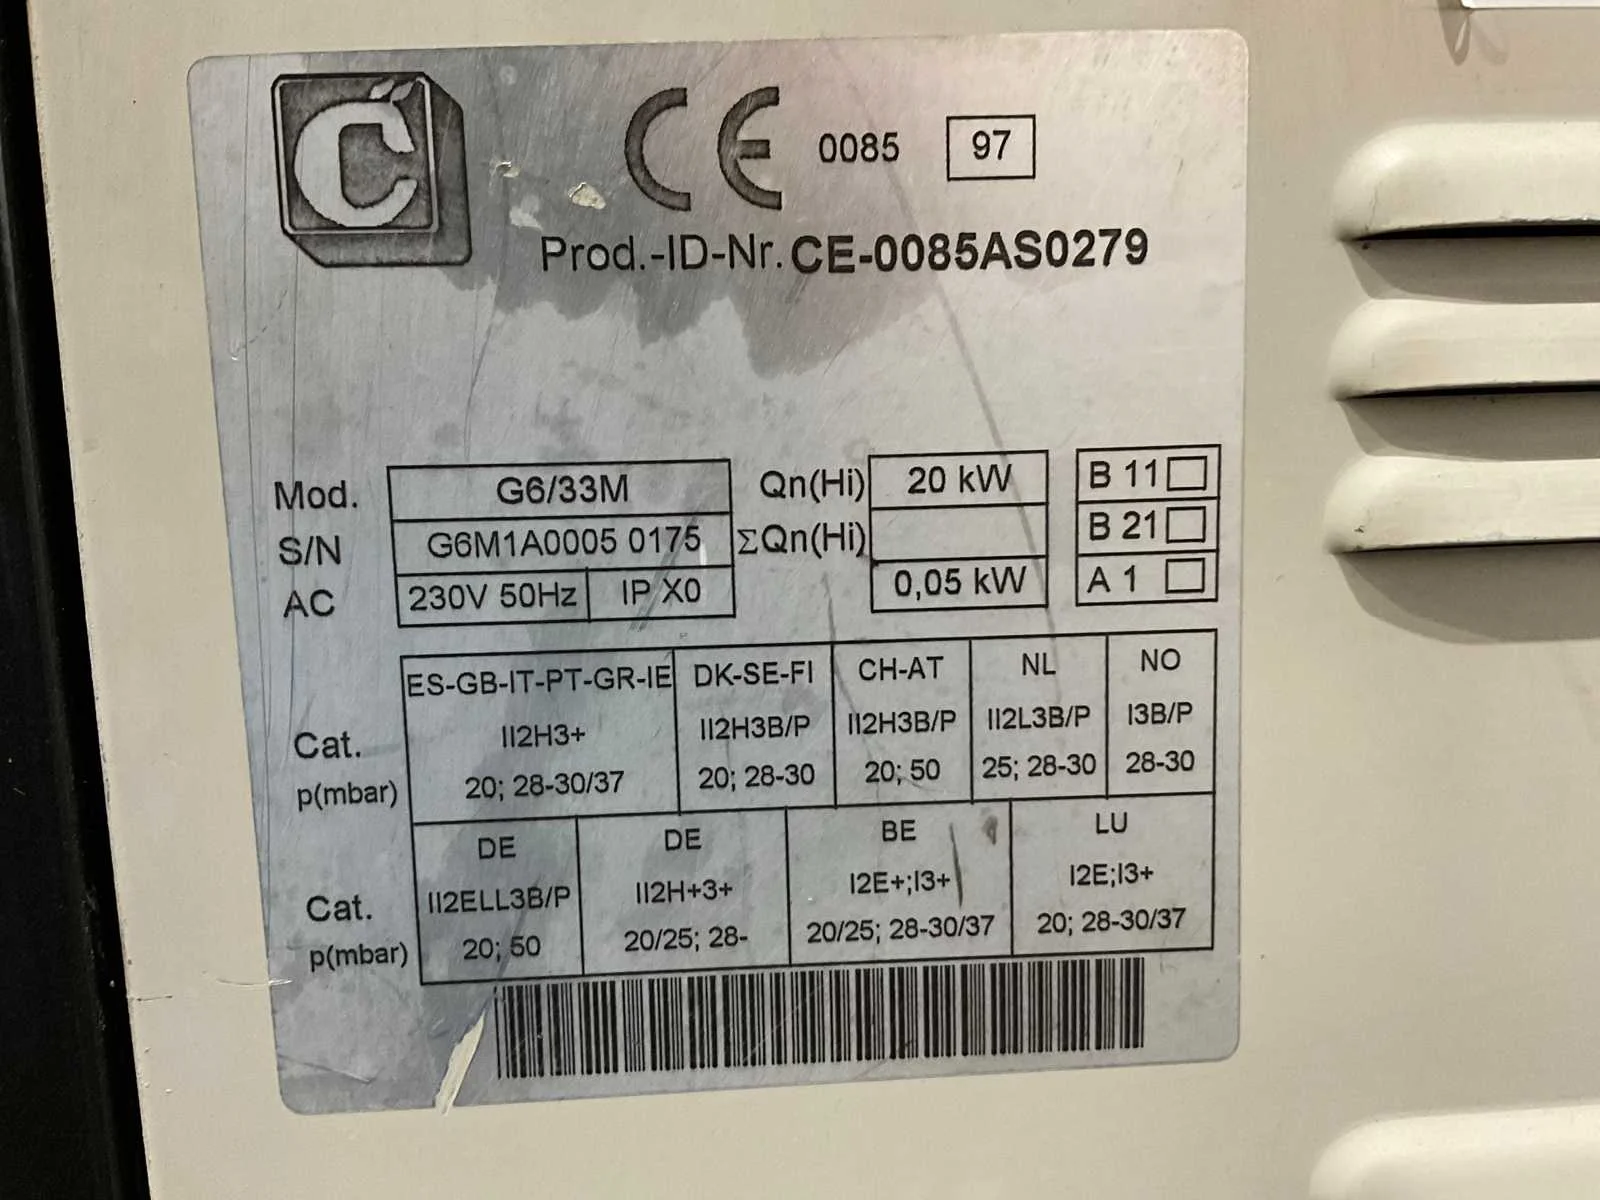 C
CE 0085 97
Prod.-ID-Nr. CE-0085AS0279
Mod. G6/33M Qn(Hi) 20 kW B 11
S/N G6M1A0005 0175 ΣQn(Hi) B 21
AC 230V 50Hz IP X0 0,05 kW A 1
ES-GB-IT-PT-GR-IE DK-SE-FI CH-AT NL NO
Cat. II2H3+ II2H3B/P II2H3B/P II2L3B/P I3B/P
p(mbar) 20; 28-30/37 20; 28-30 20; 50 25; 28-30 28-30
DE DE BE LU
Cat. II2ELL3B/P II2H+3+ I2E+;I3+ I2E;I3+
p(mbar) 20; 50 20/25; 28- 20/25; 28-30/37 20; 28-30/37